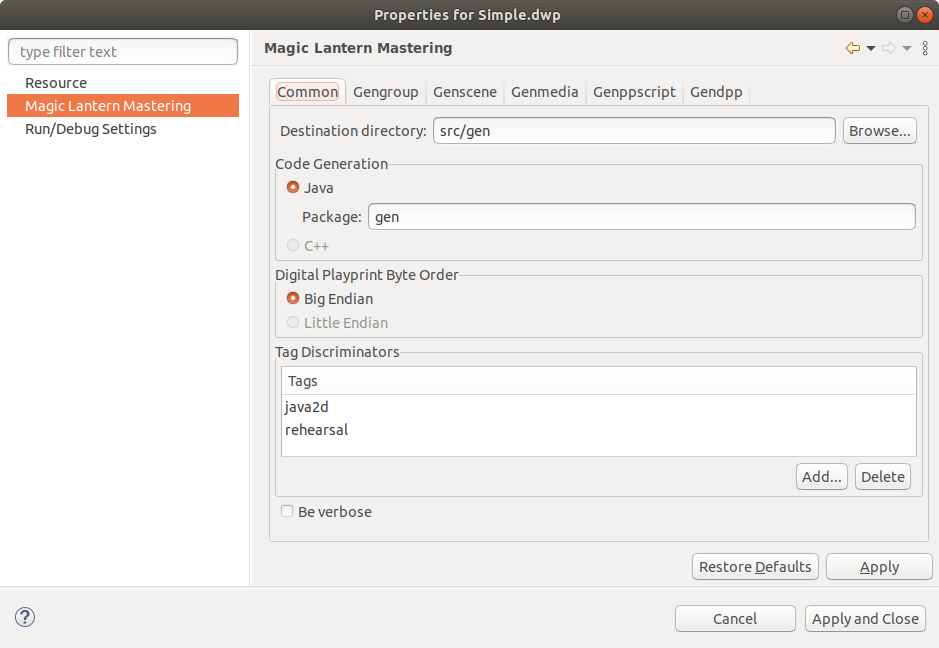 Properties for Simple.dwp
type filter text
Resource
Magic Lantern Mastering
Run/Debug Settings
Magic Lantern Mastering
Common Gengroup Genscene Genmedia Genppscript Gendpp
Destination directory: src/gen Browse...
Code Generation
Java
Package: gen
C++
Digital Playprint Byte Order
Big Endian
Little Endian
Tag Discriminators
Tags
java2d
rehearsal
Add... Delete
Be verbose
Restore Defaults Apply
? Cancel Apply and Close